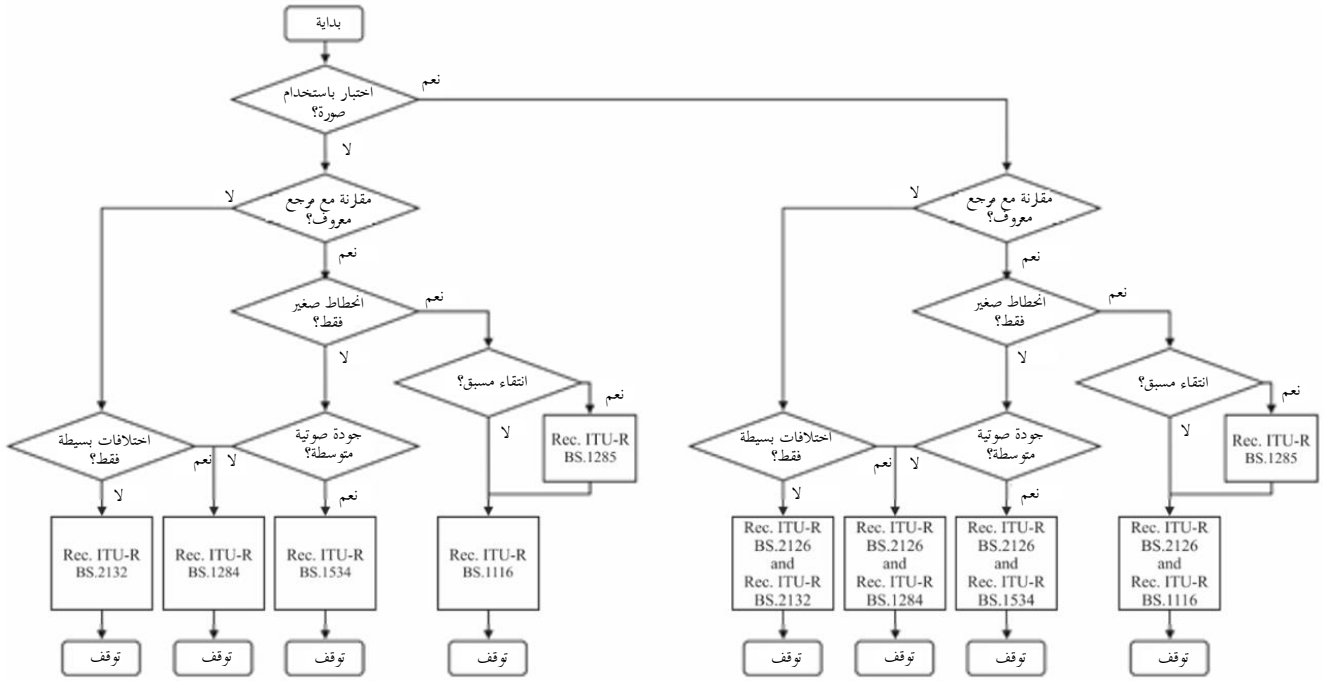 بداية
اختبار باستخدام
صورة؟
نعم
لا
مقارنة مع مرجع
معروف؟
لا
نعم
انحطاط صغير
فقط؟
نعم
لا
انتقاء مسبق؟
نعم
لا
Rec. ITU-R
BS.1285
اختلافات بسيطة
فقط؟
نعم
لا
جودة صوتية
متوسطة؟
لا
نعم
Rec. ITU-R
BS.2132
Rec. ITU-R
BS.1284
Rec. ITU-R
BS.1534
Rec. ITU-R
BS.1116
توقف
توقف
توقف
توقف
مقارنة مع مرجع
معروف؟
لا
نعم
انحطاط صغير
فقط؟
نعم
لا
انتقاء مسبق؟
نعم
لا
Rec. ITU-R
BS.1285
اختلافات بسيطة
فقط؟
نعم
لا
جودة صوتية
متوسطة؟
لا
نعم
Rec. ITU-R
BS.2126
and
Rec. ITU-R
BS.2132
Rec. ITU-R
BS.2126
and
Rec. ITU-R
BS.1284
Rec. ITU-R
BS.2126
and
Rec. ITU-R
BS.1534
Rec. ITU-R
BS.2126
and
Rec. ITU-R
BS.1116
توقف
توقف
توقف
توقف